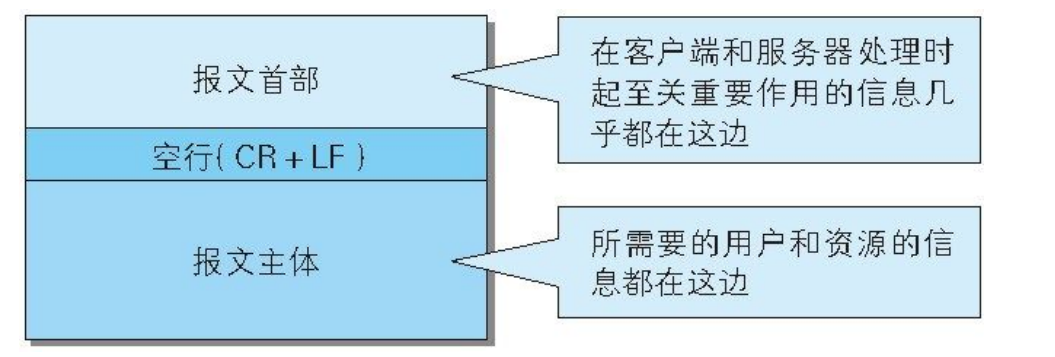 报文首部
在客户端和服务器处理时
起至关重要作用的信息几
乎都在这边
空行(CR+LF)
报文主体
所需要的用户和资源的信
息都在这边